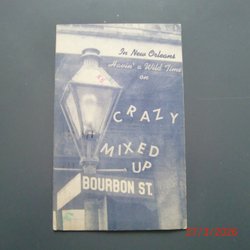 In New Orleans
Havin' a Wild Time
on
CRAZY
MIXED
UP
BOURBON ST.